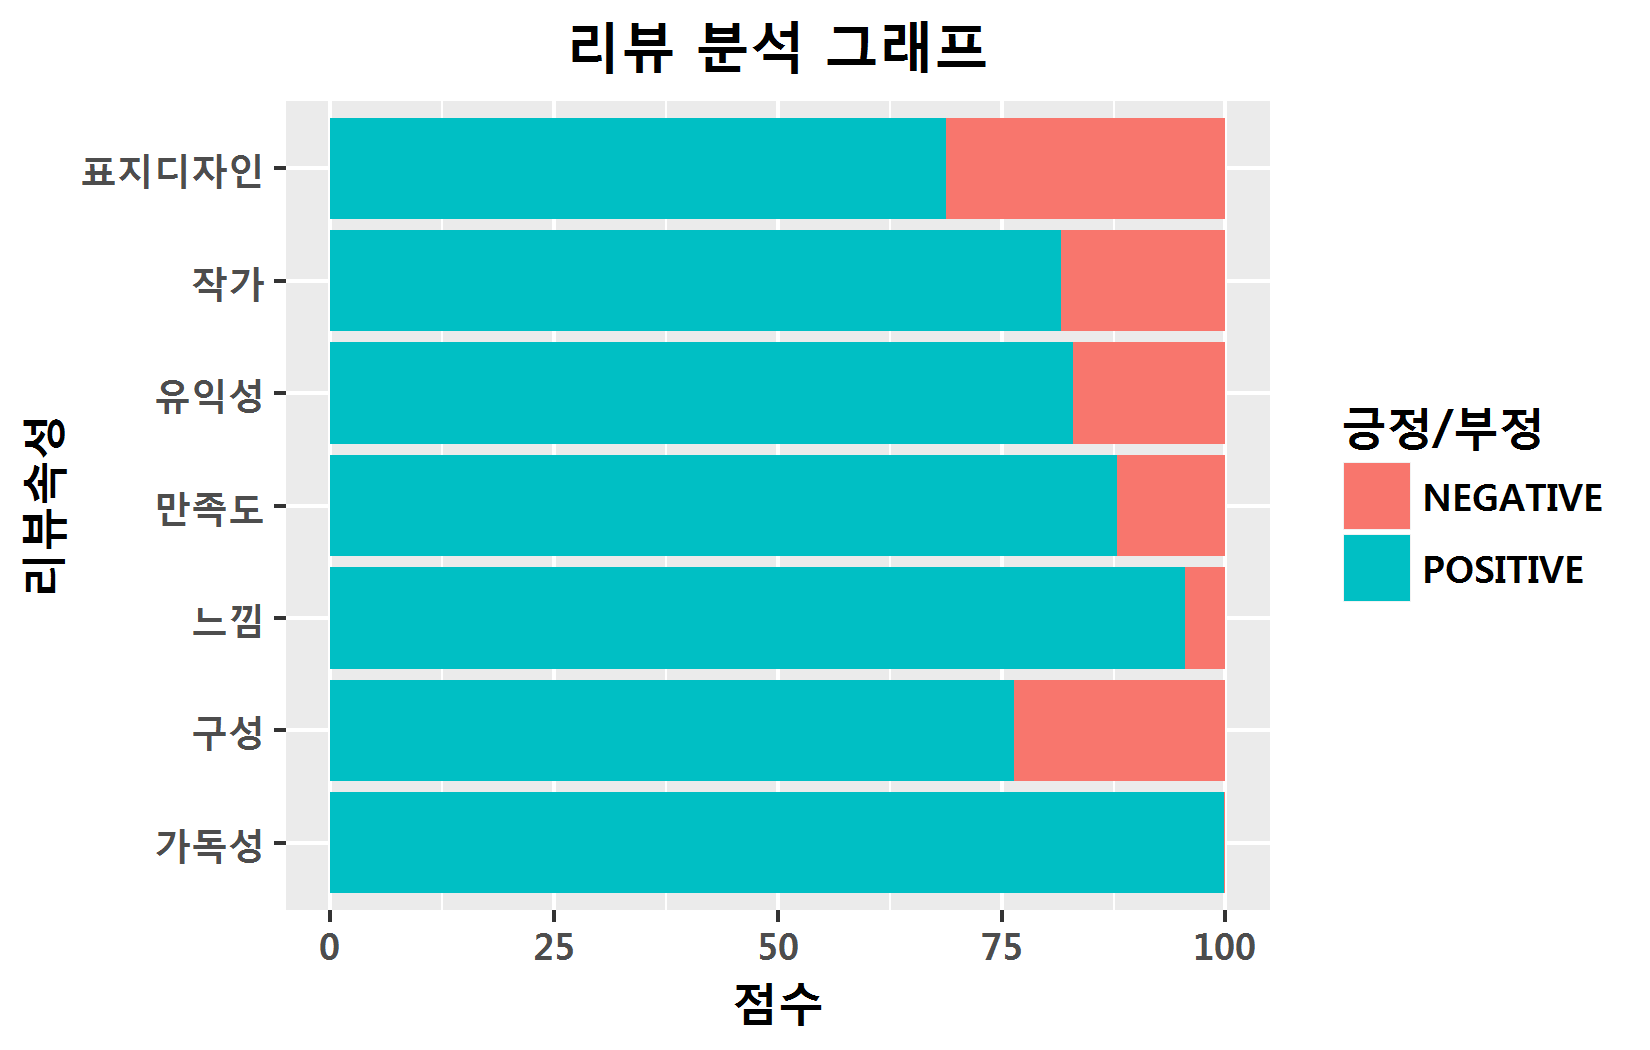 리뷰 분석 그래프
표지디자인
작가
유익성
만족도
느낌
구성
가독성
리뷰속성
0 25 50 75 100
점수
긍정/부정
NEGATIVE
POSITIVE